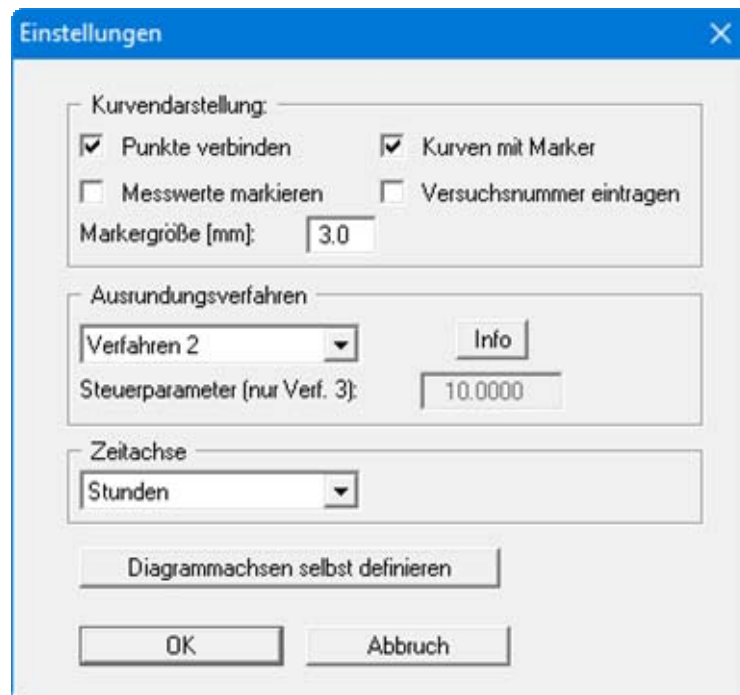 Einstellungen
Kurvendarstellung:
Punkte verbinden
Kurven mit Marker
Messwerte markieren
Versuchsnummer eintragen
Markergröße [mm]: 3.0
Ausrundungsverfahren
Verfahren 2
Info
Steuerparameter (nur Verf. 3): 10.0000
Zeitachse
Stunden
Diagrammachsen selbst definieren
OK
Abbruch